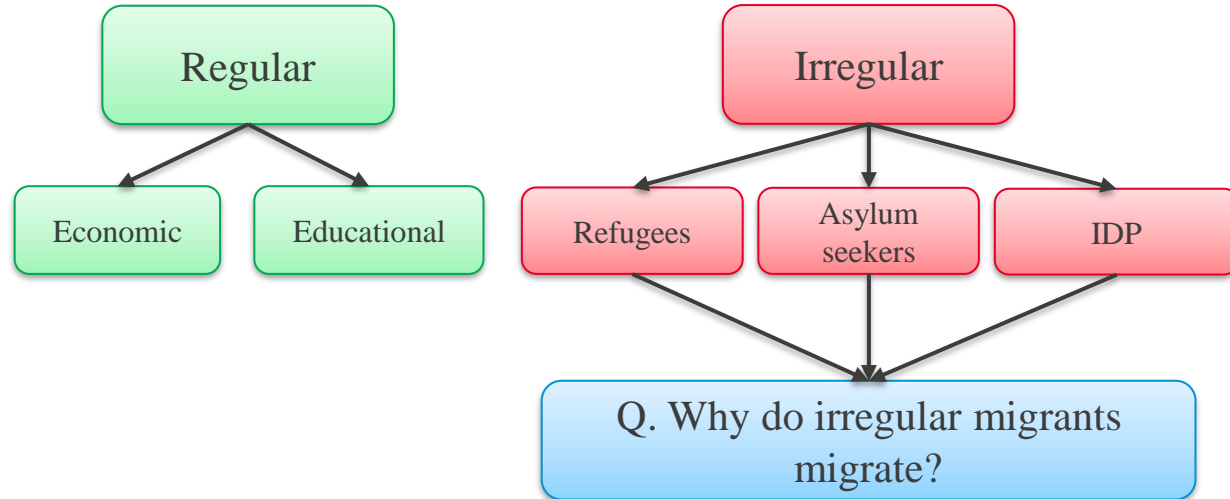 Regular
Irregular
Economic
Educational
Refugees
Asylum
seekers
IDP
Q. Why do irregular migrants
migrate?